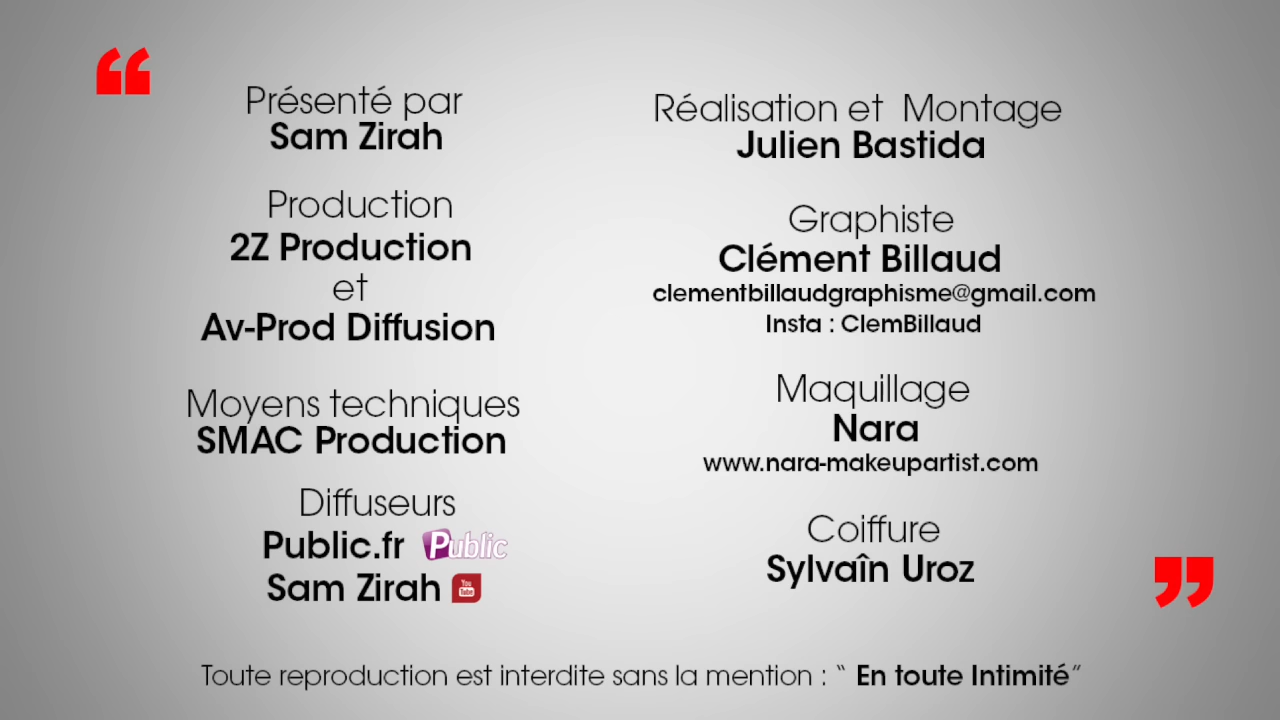 Présenté par
Sam Zirah
Production
2Z Production
et
Av-Prod Diffusion
Moyens techniques
SMAC Production
Diffuseurs
Public.fr Public
Sam Zirah You Tube
Réalisation et Montage
Julien Bastida
Graphiste
Clément Billaud
clementbillaudgraphisme@gmail.com
Insta : ClemBillaud
Maquillage
Nara
www.nara-makeupartist.com
Coiffure
Sylvaîn Uroz
Toute reproduction est interdite sans la mention : “ En toute Intimité”